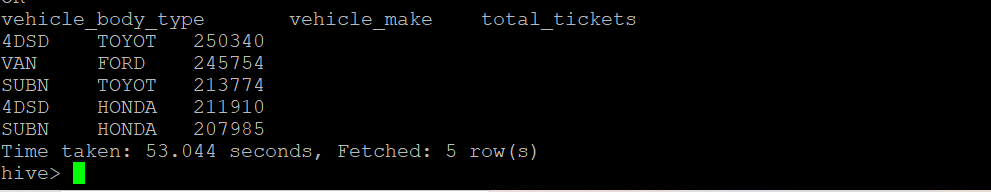 OK
vehicle_body_type vehicle_make total_tickets
4DSD TOYOT 250340
VAN FORD 245754
SUBN TOYOT 213774
4DSD HONDA 211910
SUBN HONDA 207985
Time taken: 53.044 seconds, Fetched: 5 row(s)
hive>